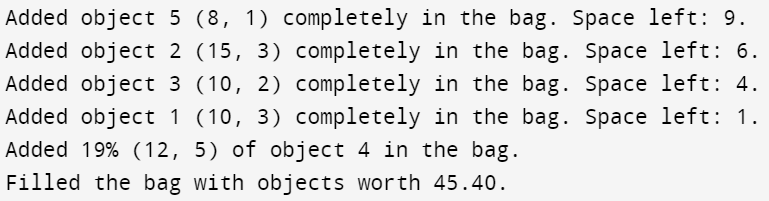 Added object 5 (8, 1) completely in the bag. Space left: 9.
Added object 2 (15, 3) completely in the bag. Space left: 6.
Added object 3 (10, 2) completely in the bag. Space left: 4.
Added object 1 (10, 3) completely in the bag. Space left: 1.
Added 19% (12, 5) of object 4 in the bag.
Filled the bag with objects worth 45.40.